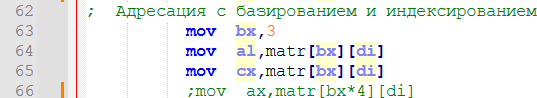 62 ; Адресация с базированием и индексированием
63 mov bx,3
64 mov al,matr[bx][di]
65 mov cx,matr[bx][di]
66 ;mov ax,matr[bx*4][di]